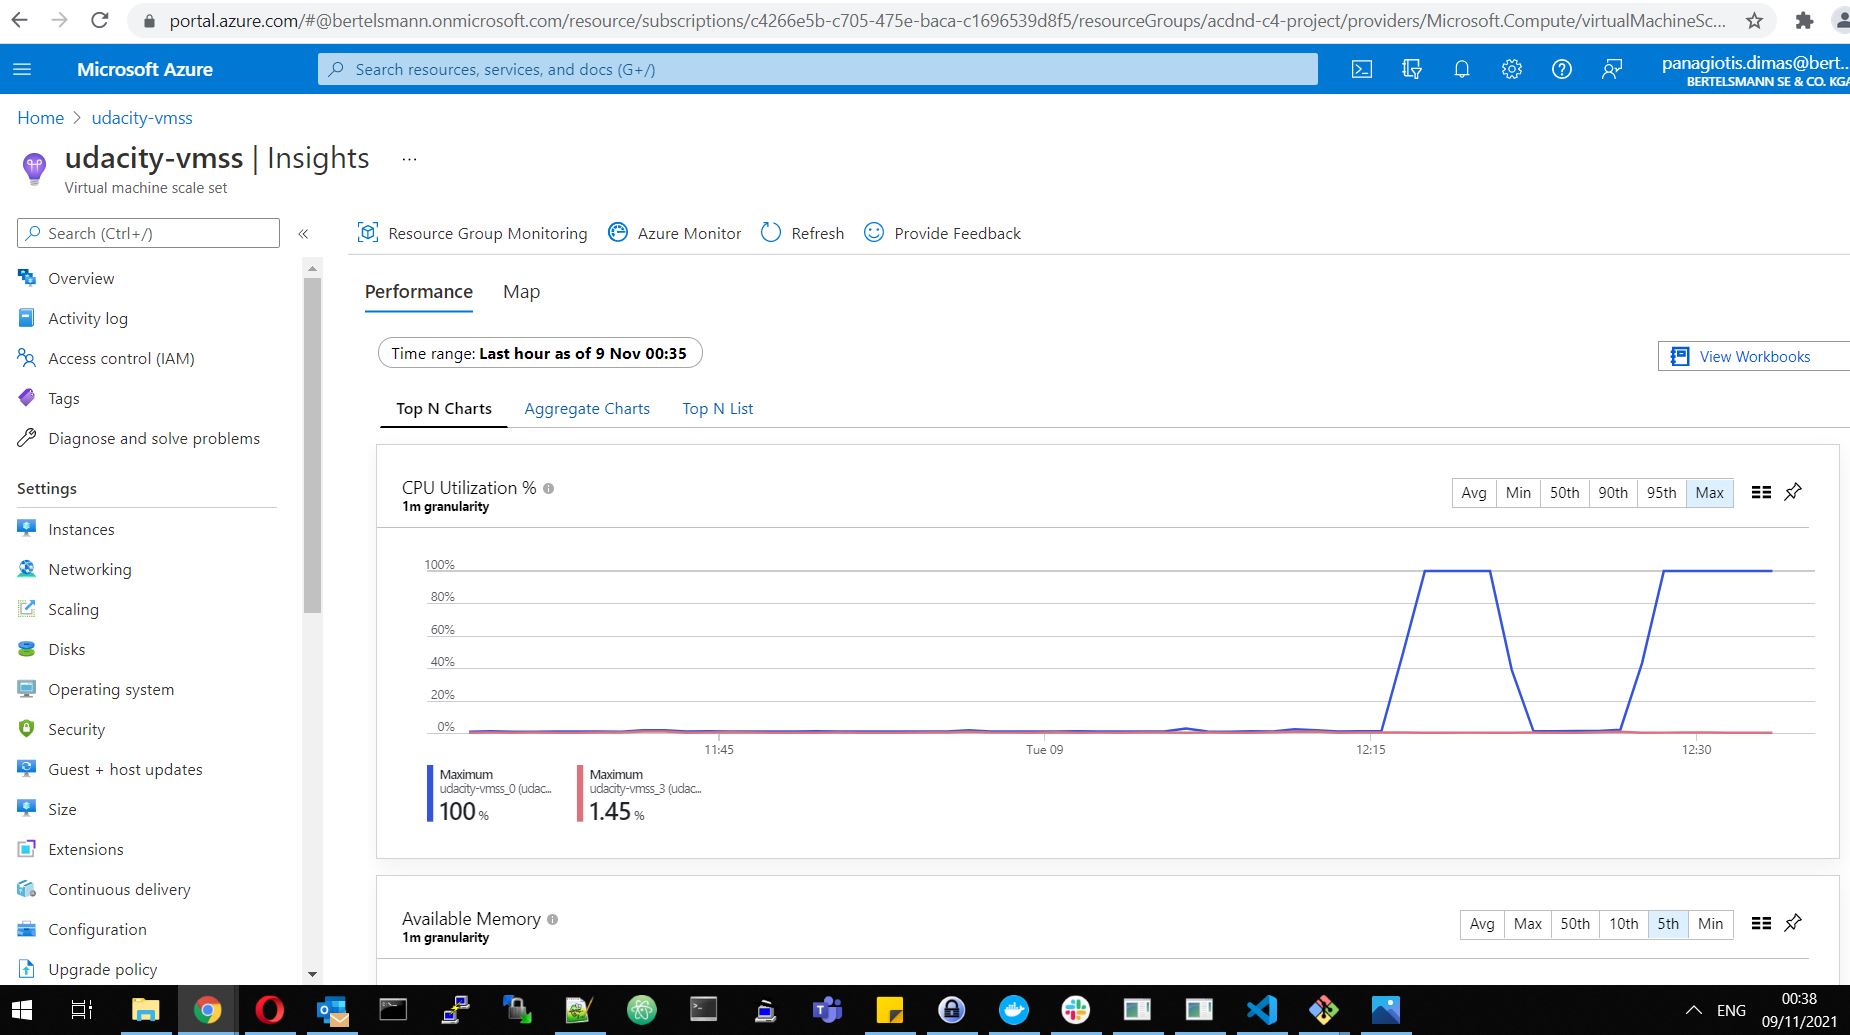 portal.azure.com/#@bertelsmann.onmicrosoft.com/resource/subscriptions/c4266e5b-c705-475e-baca-c1696539d8f5/resourceGroups/acdnd-c4-project/providers/Microsoft.Compute/virtualMachineSc...
Microsoft Azure
Search resources, services, and docs (G+/)
panagiotis.dimas@bert...
BERTELSMANN SE & CO. KGA
Home > udacity-vmss
udacity-vmss | Insights ...
Virtual machine scale set
Search (Ctrl+/)
«
Overview
Activity log
Access control (IAM)
Tags
Diagnose and solve problems
Settings
Instances
Networking
Scaling
Disks
Operating system
Security
Guest + host updates
Size
Extensions
Continuous delivery
Configuration
Upgrade policy
Resource Group Monitoring Azure Monitor Refresh Provide Feedback
Performance Map
Time range: Last hour as of 9 Nov 00:35
View Workbooks
Top N Charts Aggregate Charts Top N List
CPU Utilization %
1m granularity
Avg Min 50th 90th 95th Max
100%
80%
60%
40%
20%
0%
11:45 Tue 09 12:15 12:30
Maximum
udacity-vmss_0 (udac...
100 %
Maximum
udacity-vmss_3 (udac...
1.45 %
Available Memory
1m granularity
Avg Max 50th 10th 5th Min
ENG
00:38
09/11/2021